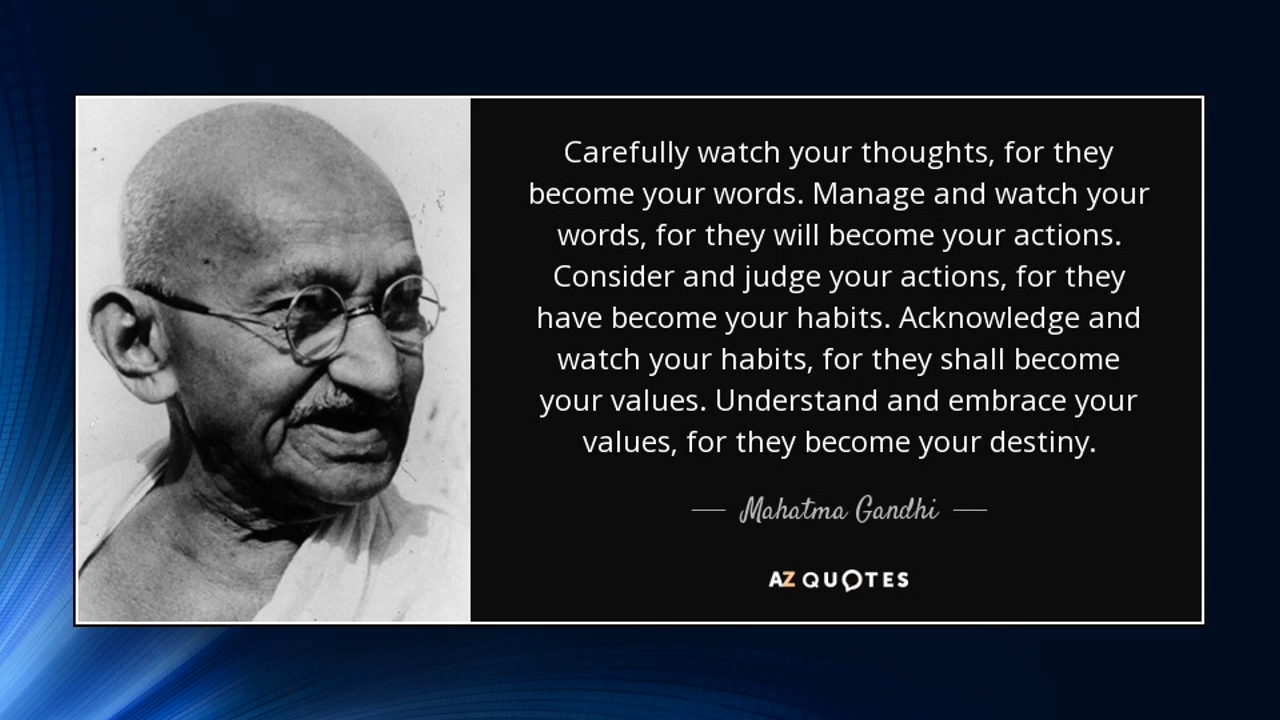 Carefully watch your thoughts, for they
become your words. Manage and watch your
words, for they will become your actions.
Consider and judge your actions, for they
have become your habits. Acknowledge and
watch your habits, for they shall become
your values. Understand and embrace your
values, for they become your destiny.
Mahatma Gandhi
AZ QUOTES